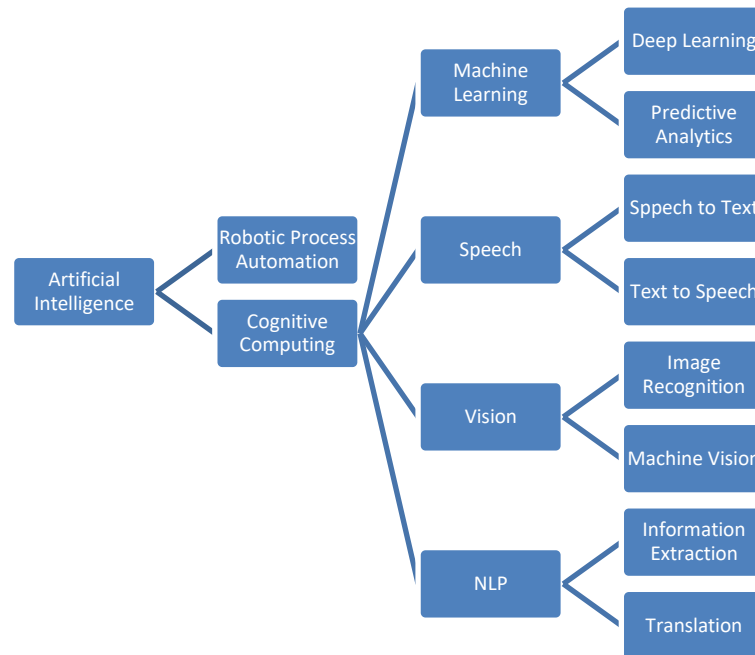 Artificial
Intelligence
Robotic Process
Automation
Cognitive
Computing
Machine
Learning
Deep Learning
Predictive
Analytics
Speech
Sppech to Text
Text to Speech
Vision
Image
Recognition
Machine Vision
NLP
Information
Extraction
Translation